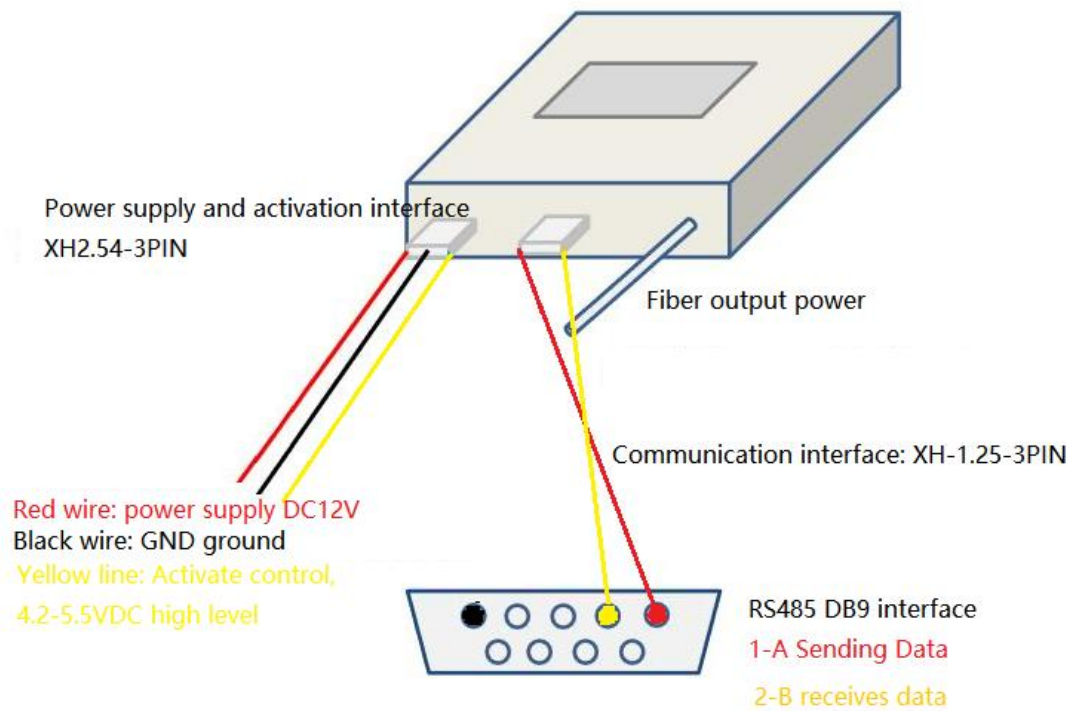 Power supply and activation interface
XH2.54-3PIN
Fiber output power
Communication interface: XH-1.25-3PIN
Red wire: power supply DC12V
Black wire: GND ground
Yellow line: Activate control,
4.2-5.5VDC high level
RS485 DB9 interface
1-A Sending Data
2-B receives data